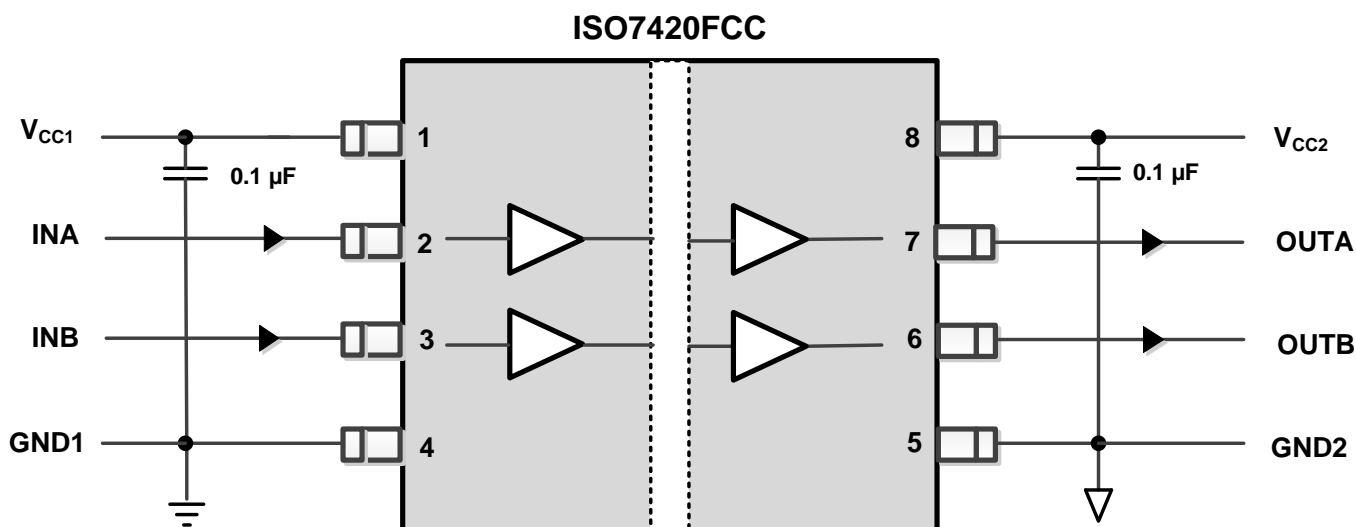 ISO7420FCC
VCC1 1 8 VCC2
0.1 µF 0.1 µF
INA 2 7 OUTA
INB 3 6 OUTB
GND1 4 5 GND2